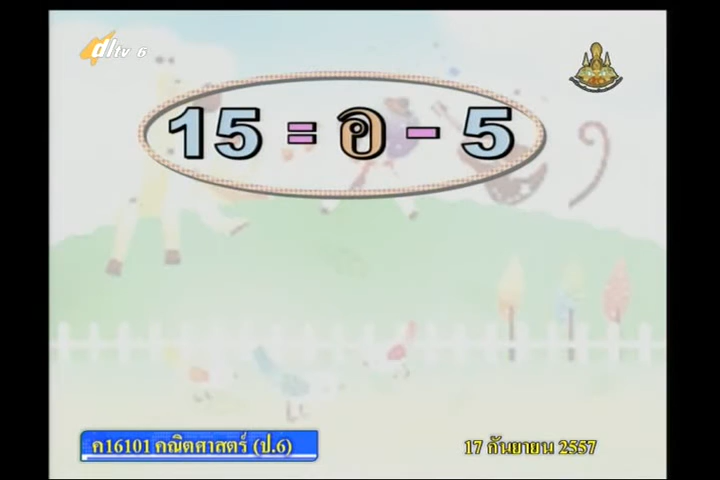 dltv 6
15 = อ - 5
ค16101 คณิตศาสตร์ (ป.6)
17 กันยายน 2557